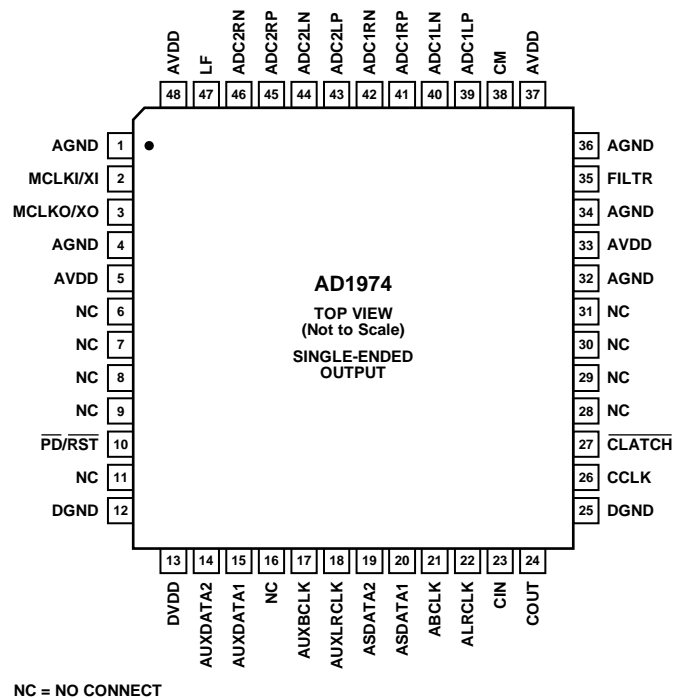 AVDD
LF
ADC2RN
ADC2RP
ADC2LN
ADC2LP
ADC1RN
ADC1RP
ADC1LN
ADC1LP
CM
AVDD
48 47 46 45 44 43 42 41 40 39 38 37
AGND 1
MCLKI/XI 2
MCLKO/XO 3
AGND 4
AVDD 5
NC 6
NC 7
NC 8
NC 9
PD/RST 10
NC 11
DGND 12
AD1974
TOP VIEW
(Not to Scale)
SINGLE-ENDED
OUTPUT
36 AGND
35 FILTR
34 AGND
33 AVDD
32 AGND
31 NC
30 NC
29 NC
28 NC
27 CLATCH
26 CCLK
25 DGND
13 14 15 16 17 18 19 20 21 22 23 24
DVDD
AUXDATA2
AUXDATA1
NC
AUXBCLK
AUXLRCLK
ASDATA2
ASDATA1
ABCLK
ALRCLK
CIN
COUT
NC = NO CONNECT